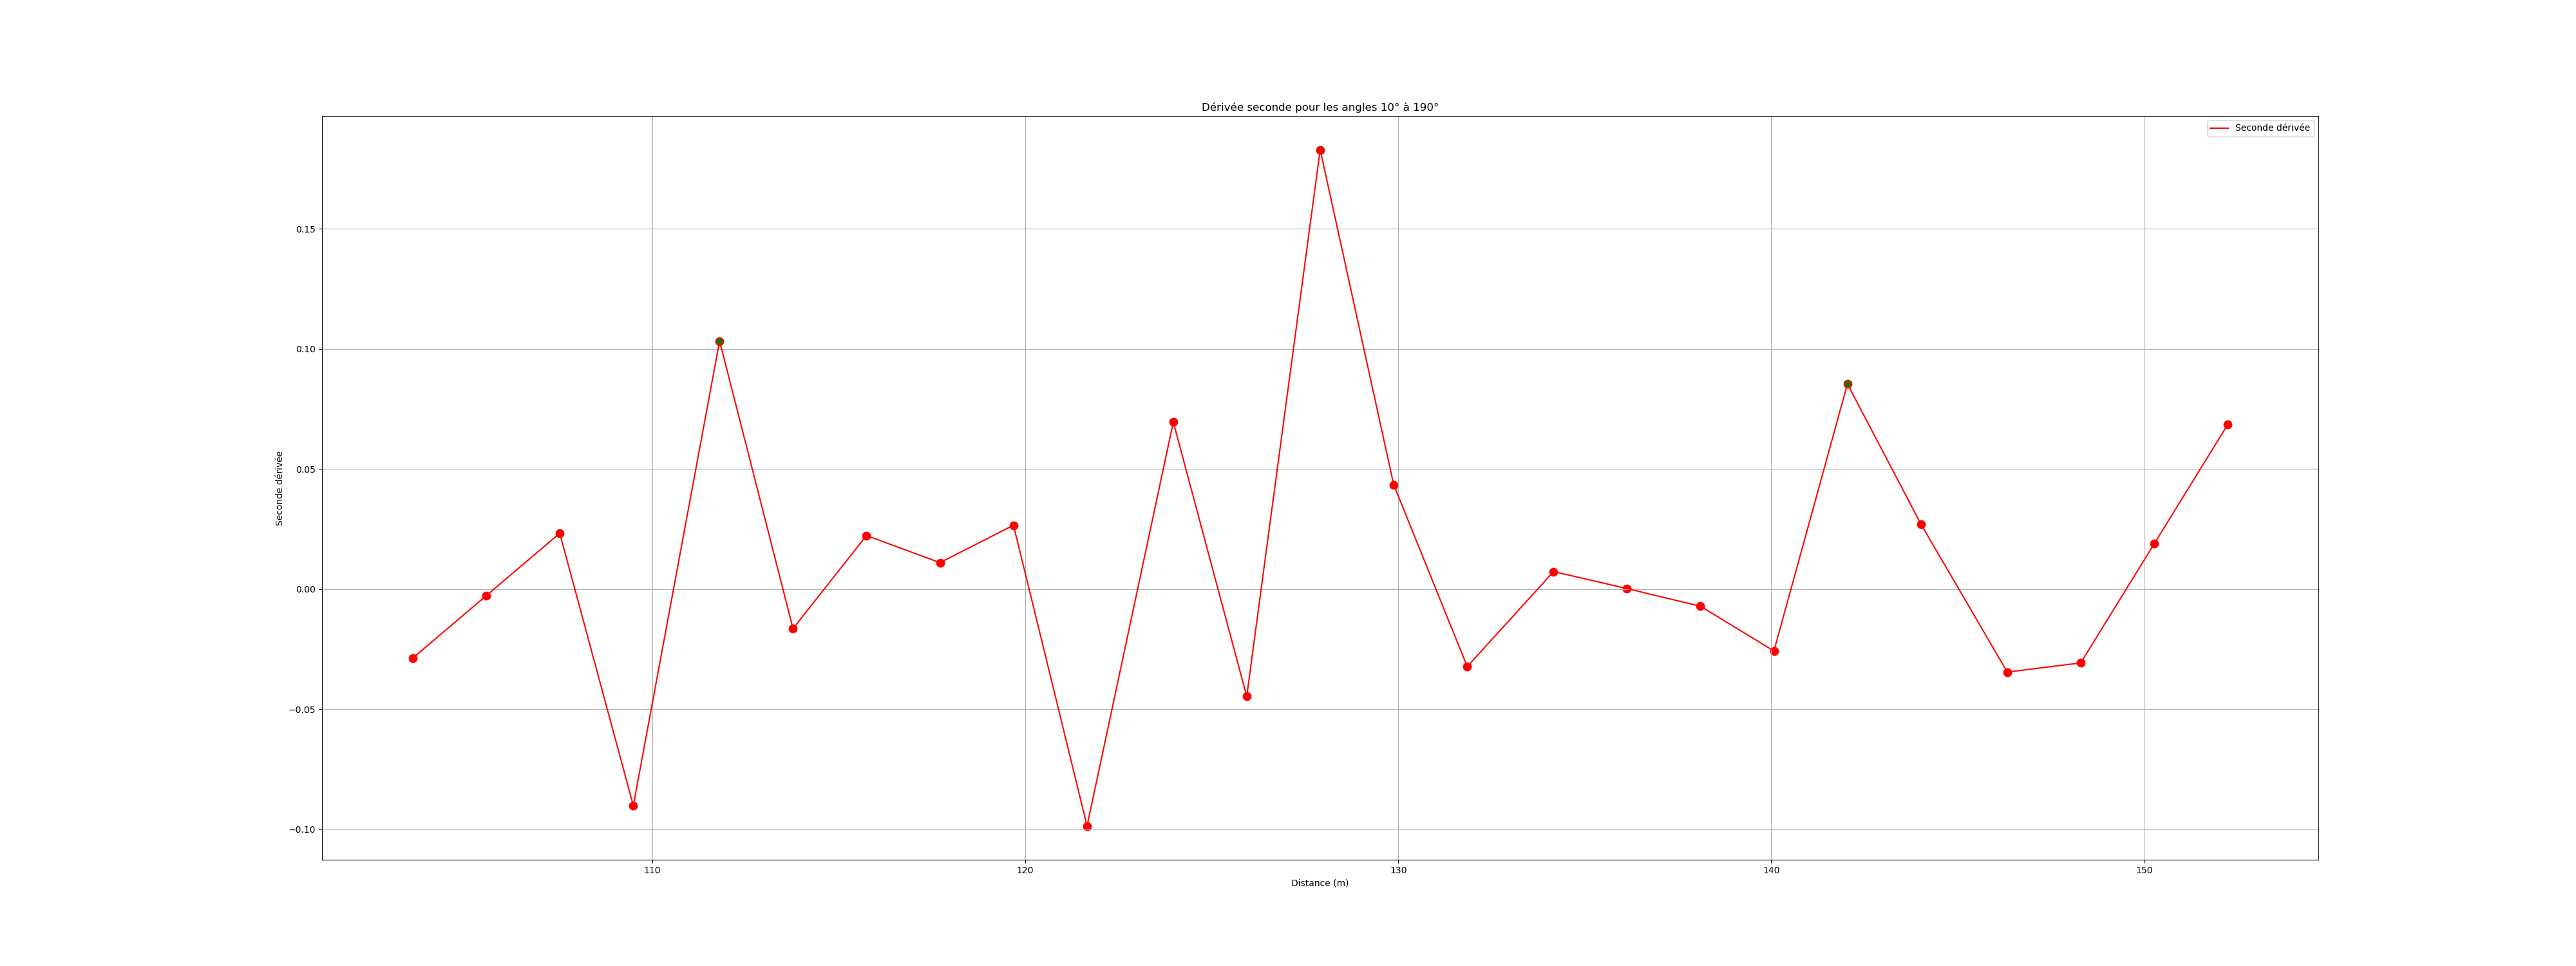 Dérivée seconde pour les angles 10° à 190°
Seconde dérivée
0.15
0.10
0.05
0.00
−0.05
−0.10
Seconde dérivée
110
120
130
140
150
Distance (m)